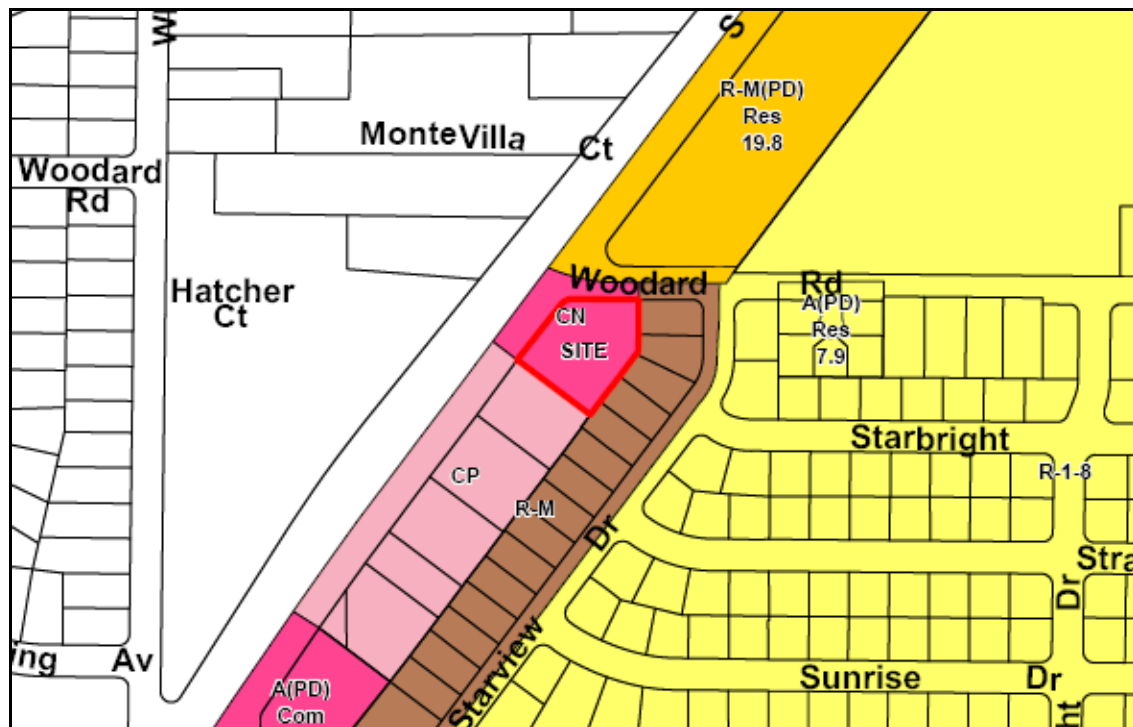 W
S
R-M(PD)
Res
19.8
MonteVilla Ct
Woodard
Rd
Hatcher
Ct
Woodard Rd
A(PD)
Res
7.9
CN
SITE
Starbright
CP
R-1-8
R-M
Dr
Stra
Dr
ing Av
Starview
Sunrise Dr
A(PD)
Com
ht